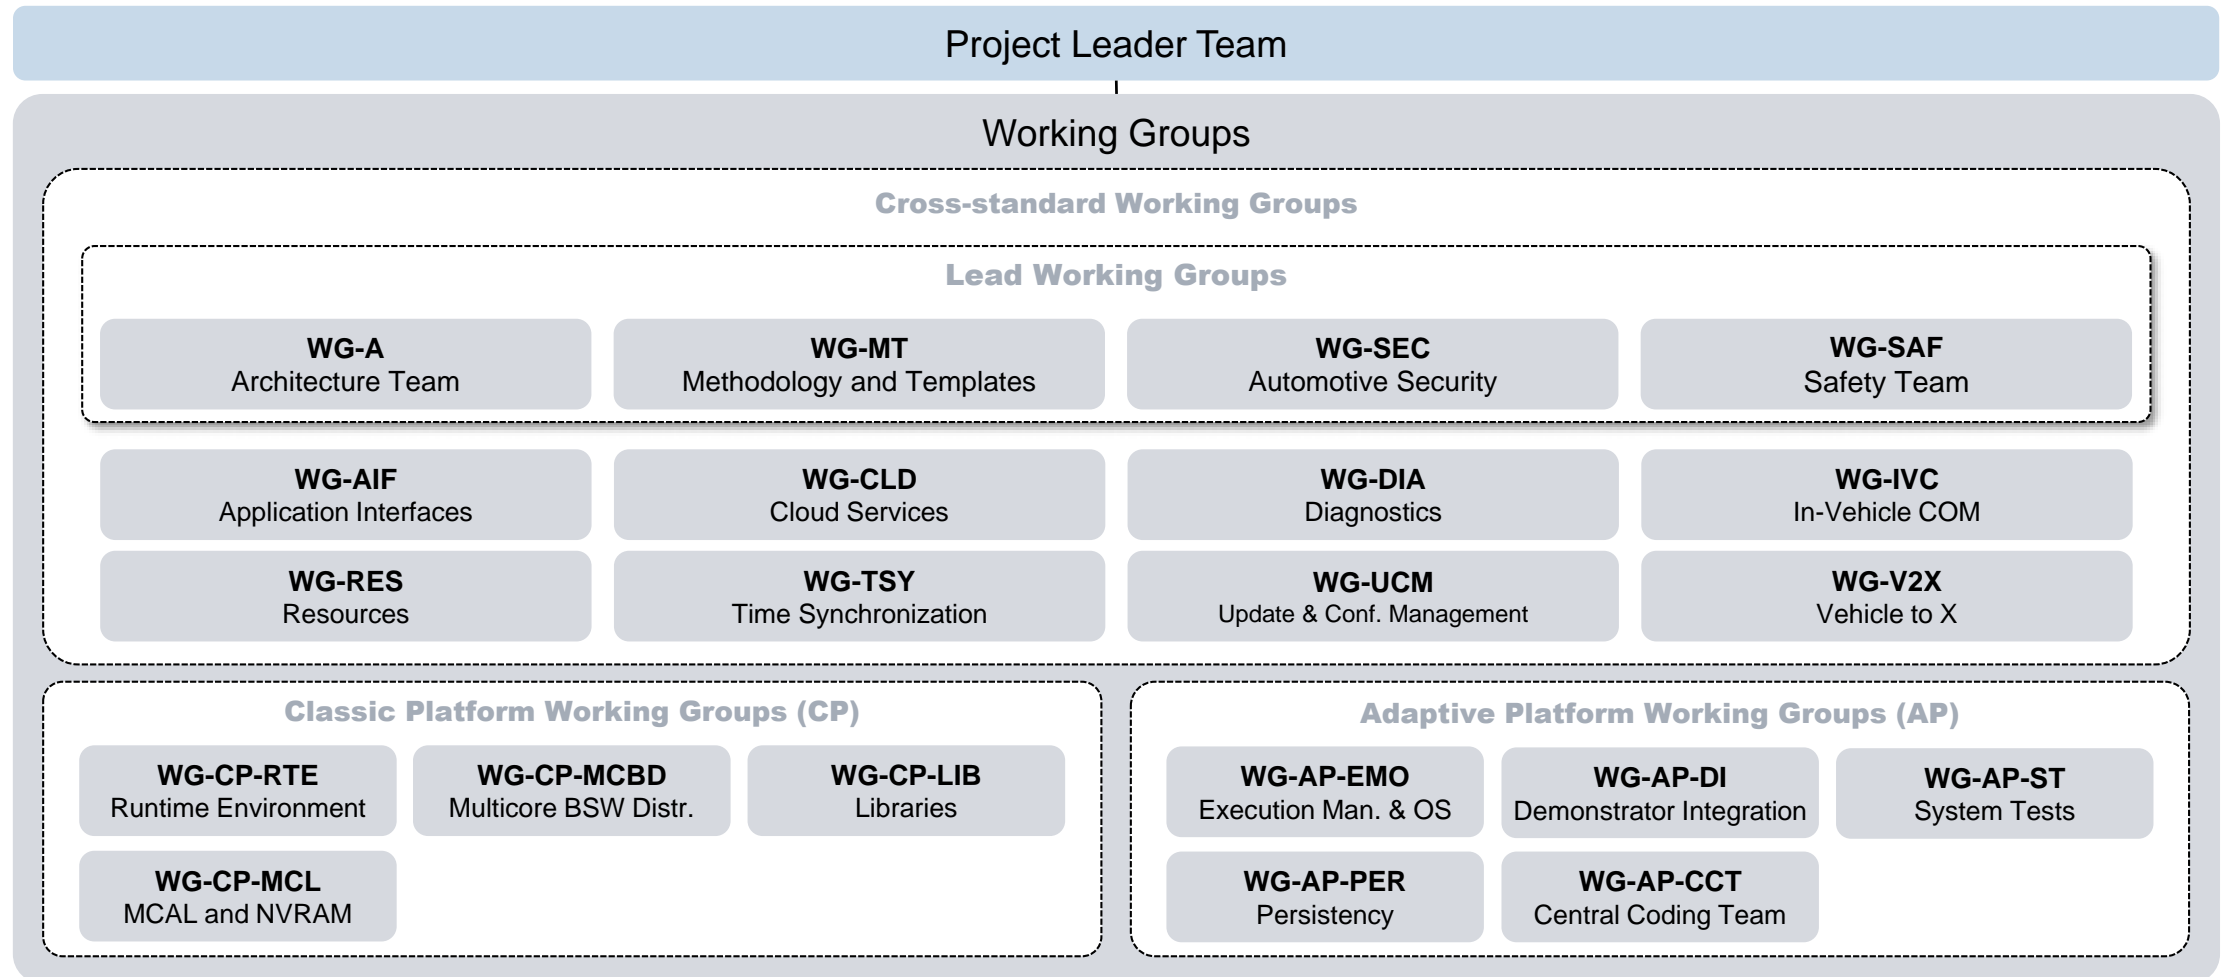 Project Leader Team
Working Groups
Cross-standard Working Groups
Lead Working Groups
WG-A
Architecture Team
WG-MT
Methodology and Templates
WG-SEC
Automotive Security
WG-SAF
Safety Team
WG-AIF
Application Interfaces
WG-CLD
Cloud Services
WG-DIA
Diagnostics
WG-IVC
In-Vehicle COM
WG-RES
Resources
WG-TSY
Time Synchronization
WG-UCM
Update & Conf. Management
WG-V2X
Vehicle to X
Classic Platform Working Groups (CP)
WG-CP-RTE
Runtime Environment
WG-CP-MCBD
Multicore BSW Distr.
WG-CP-LIB
Libraries
WG-CP-MCL
MCAL and NVRAM
Adaptive Platform Working Groups (AP)
WG-AP-EMO
Execution Man. & OS
WG-AP-DI
Demonstrator Integration
WG-AP-ST
System Tests
WG-AP-PER
Persistency
WG-AP-CCT
Central Coding Team